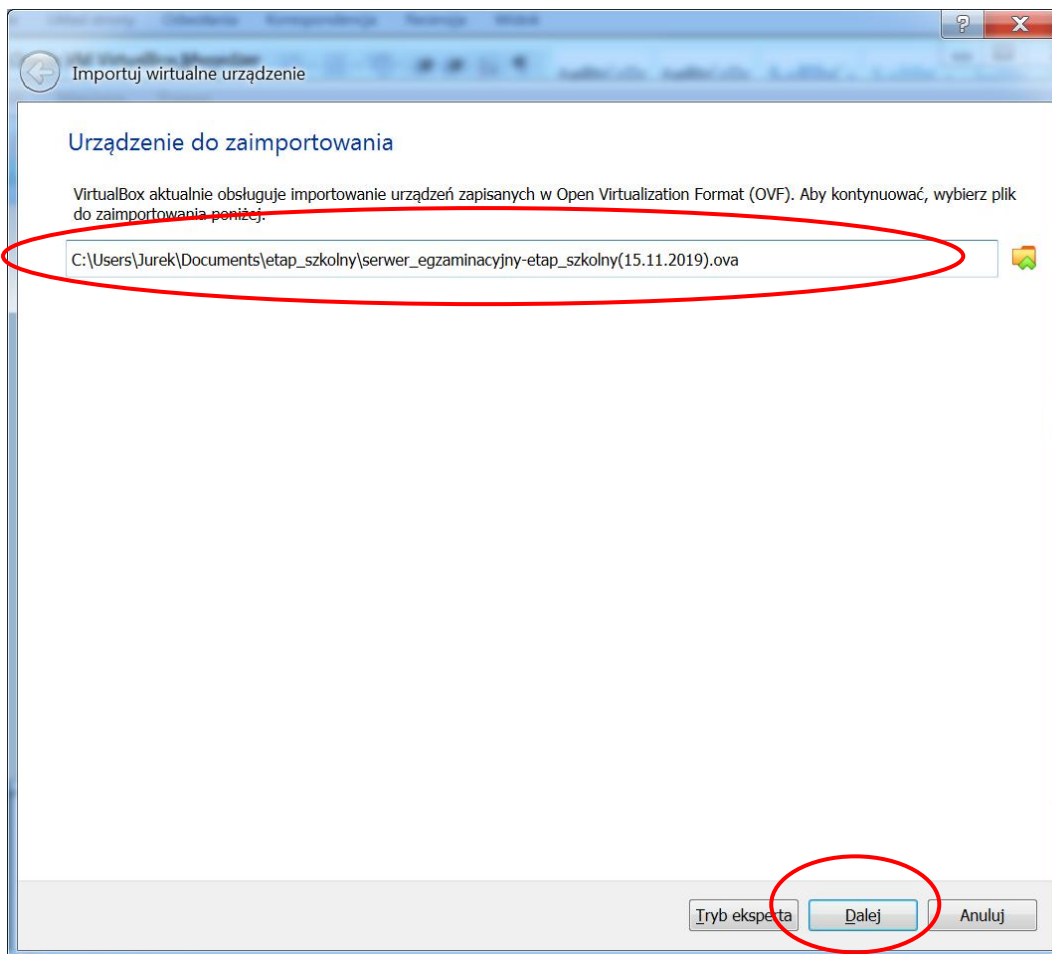 Importuj wirtualne urządzenie
Urządzenie do zaimportowania
VirtualBox aktualnie obsługuje importowanie urządzeń zapisanych w Open Virtualization Format (OVF). Aby kontynuować, wybierz plik
do zaimportowania poniżej.
C:\Users\Jurek\Documents\etap_szkolny\serwer_egzaminacyjny-etap_szkolny(15.11.2019).ova
Tryb eksperta
Dalej
Anuluj